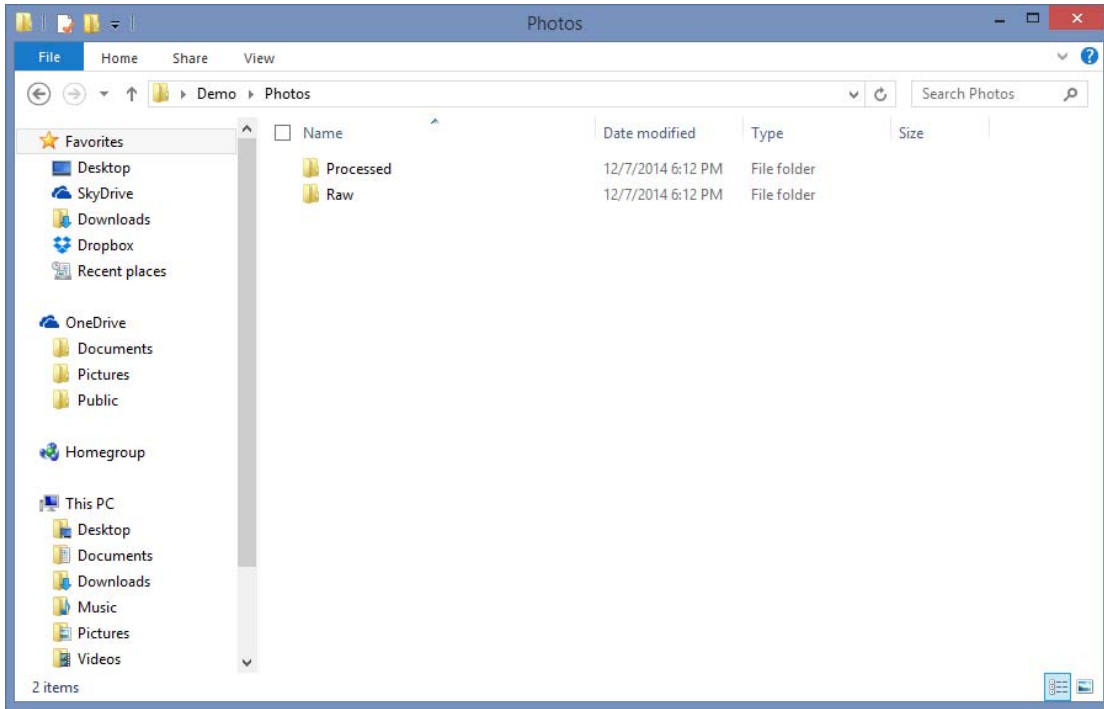 Photos
File Home Share View
Demo Photos Search Photos
Name Date modified Type Size
Processed 12/7/2014 6:12 PM File folder
Raw 12/7/2014 6:12 PM File folder
Favorites
Desktop
SkyDrive
Downloads
Dropbox
Recent places
OneDrive
Documents
Pictures
Public
Homegroup
This PC
Desktop
Documents
Downloads
Music
Pictures
Videos
2 items